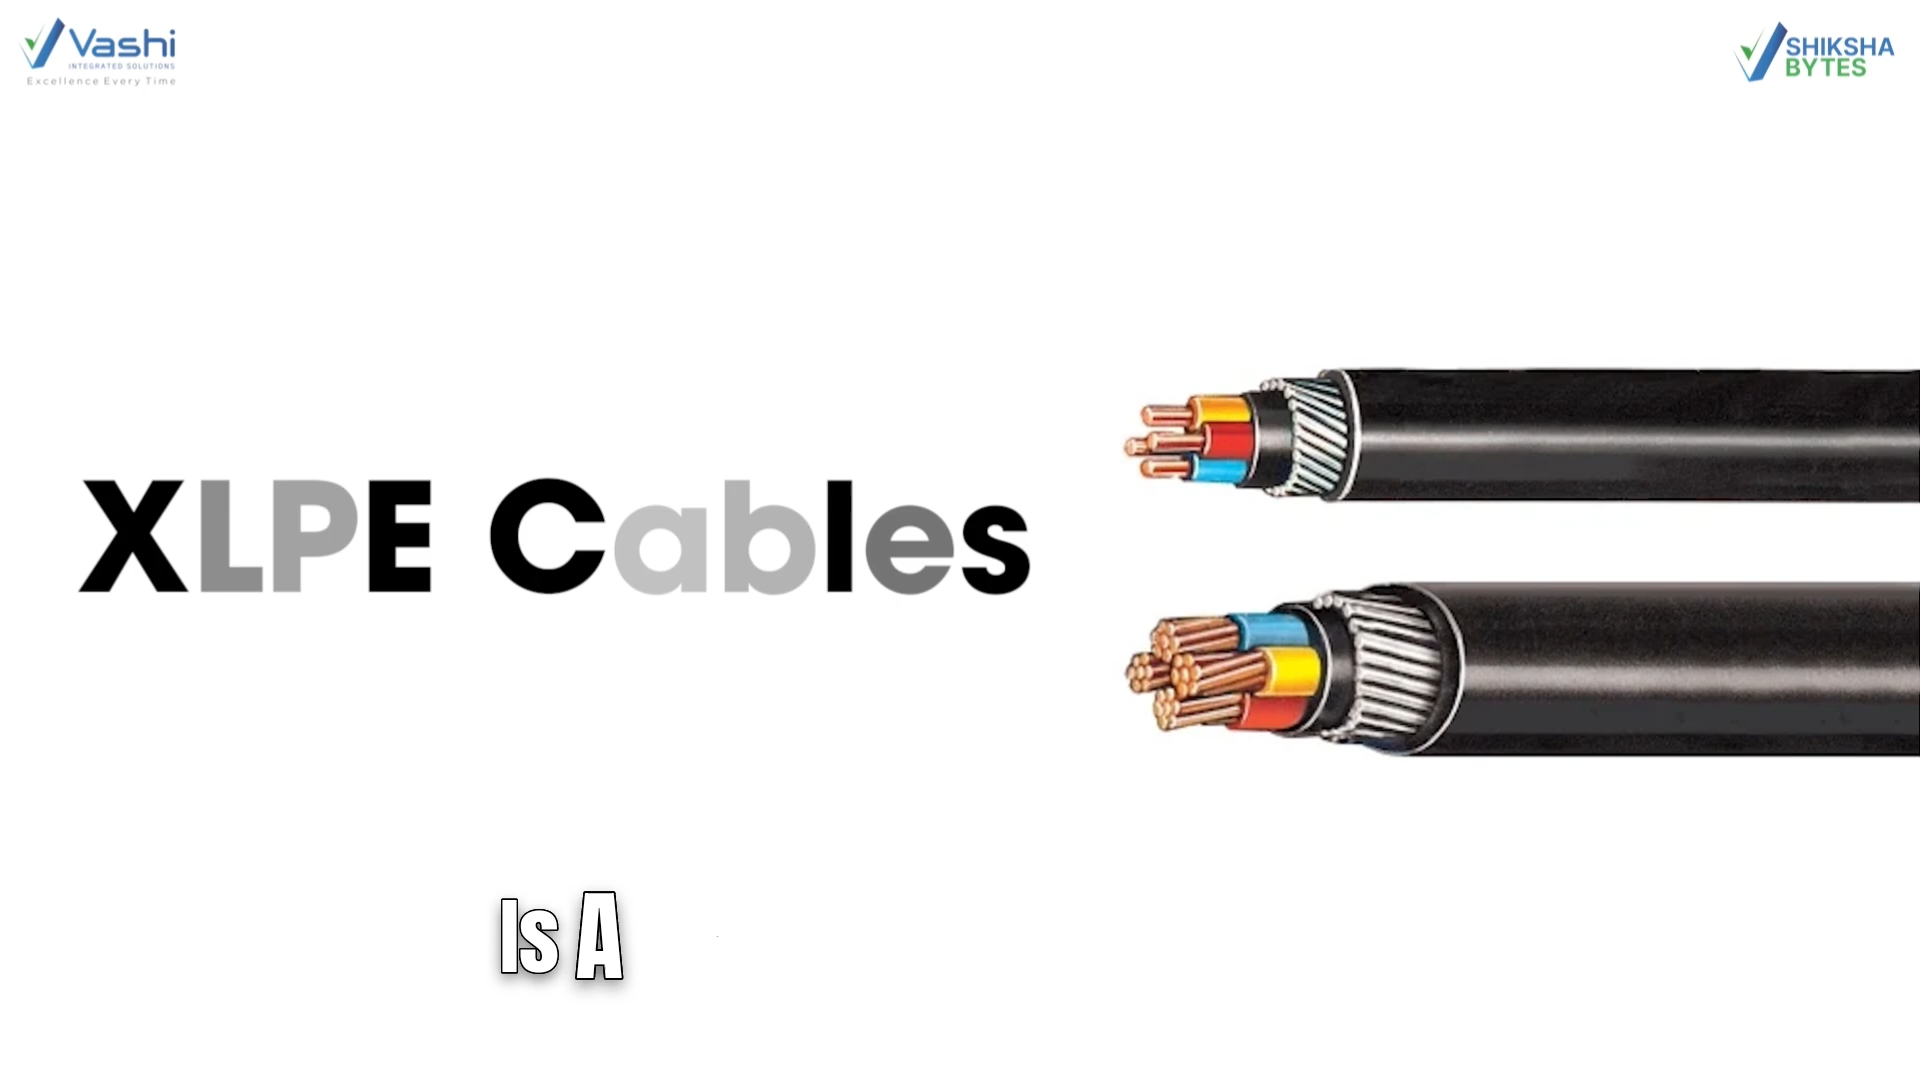 Vashi
INTEGRATED SOLUTIONS
Excellence Every Time
SHIKSHA
BYTES
XLPE Cables
Is A